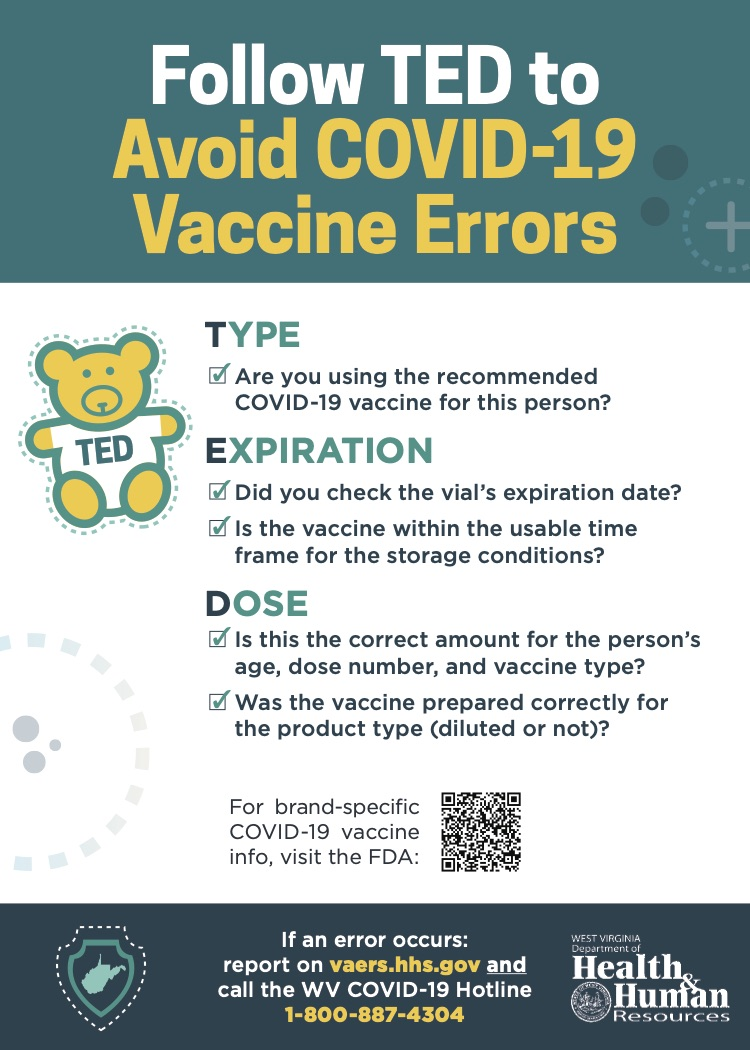 Follow TED to
Avoid COVID-19
Vaccine Errors
TED
TYPE
Are you using the recommended
COVID-19 vaccine for this person?
EXPIRATION
Did you check the vial’s expiration date?
Is the vaccine within the usable time
frame for the storage conditions?
DOSE
Is this the correct amount for the person’s
age, dose number, and vaccine type?
Was the vaccine prepared correctly for
the product type (diluted or not)?
For brand-specific
COVID-19 vaccine
info, visit the FDA:
If an error occurs:
report on vaers.hhs.gov and
call the WV COVID-19 Hotline
1-800-887-4304
WEST VIRGINIA
Department of
Health
&
Human
Resources